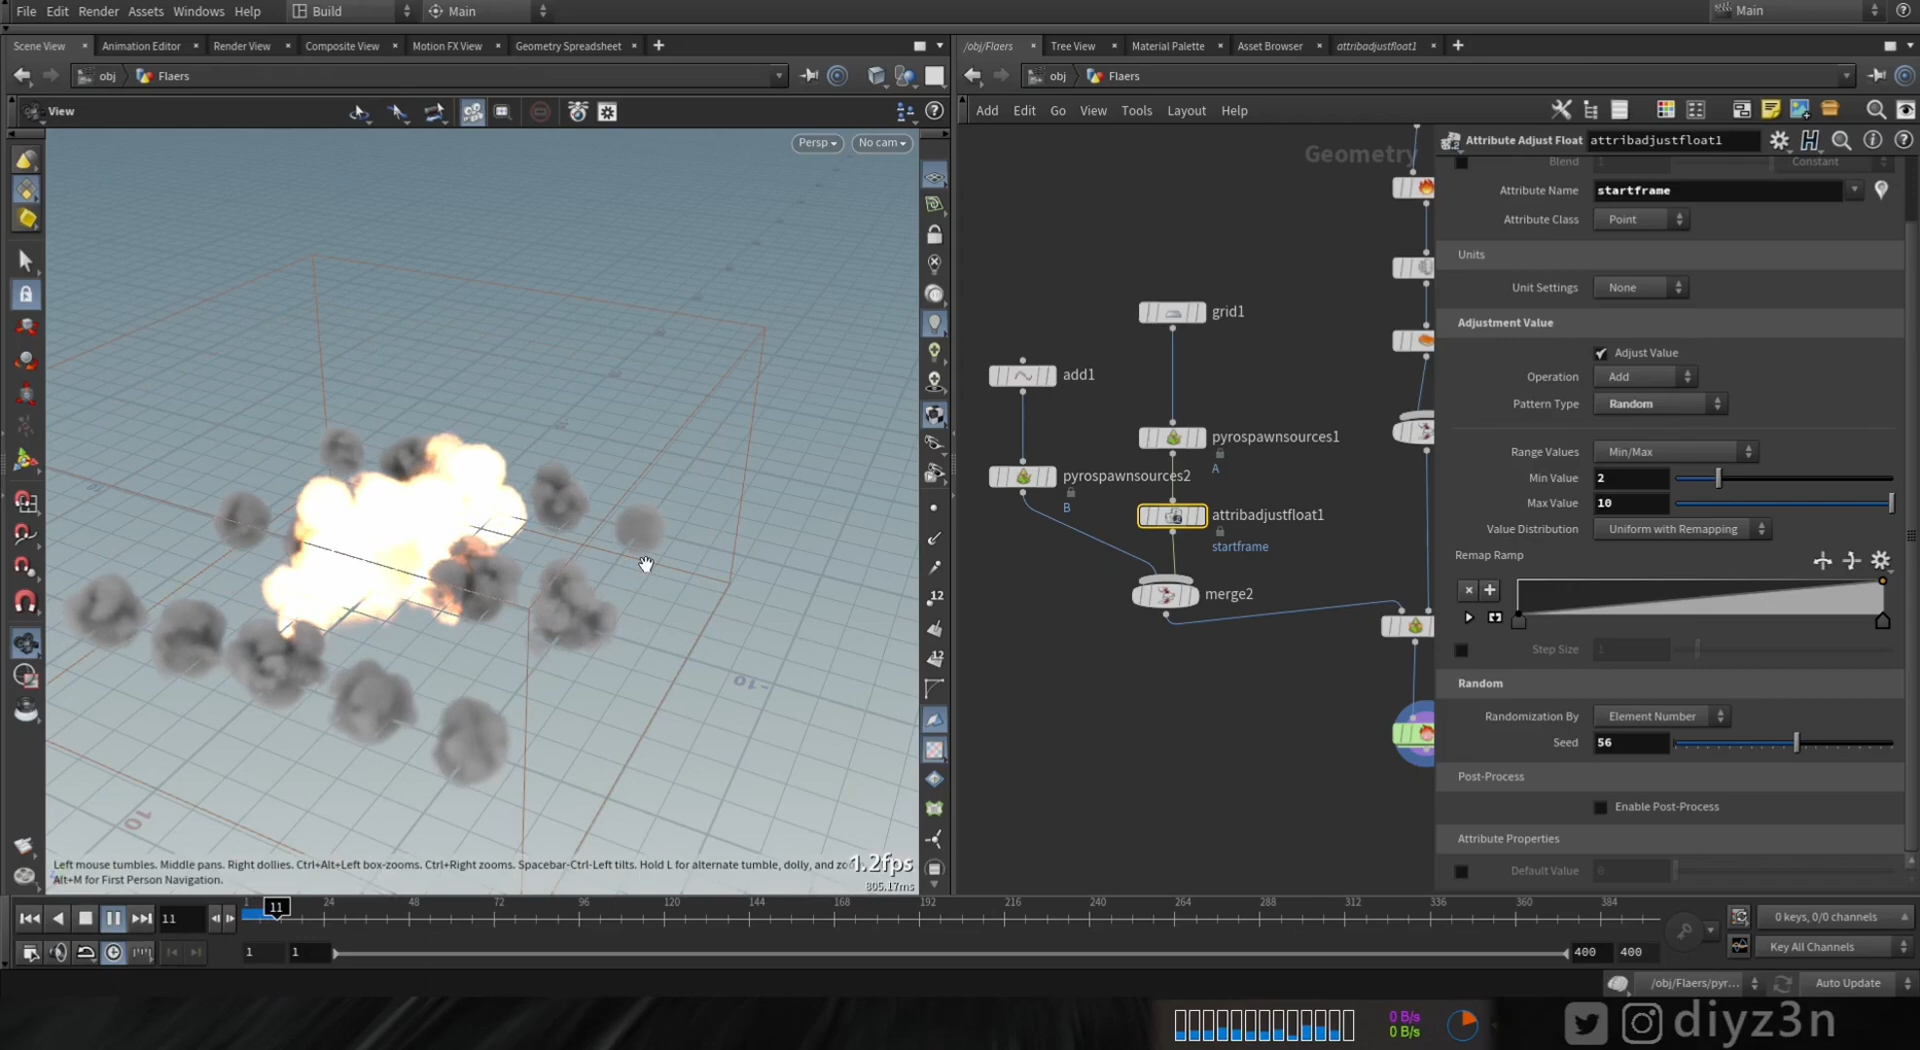 File Edit Render Assets Windows Help Build Main Main
Scene View Animation Editor Render View Composite View Motion FX View Geometry Spreadsheet
/obj/Flaers Tree View Material Palette Asset Browser attribadjustfloat1
obj Flaers
obj Flaers
View
Add Edit Go View Tools Layout Help
Persp No cam
Geometry
Attribute Adjust Float attribadjustfloat1
Blend 1 Constant
Attribute Name startframe
Attribute Class Point
Units
Unit Settings None
Adjustment Value
Adjust Value
Operation Add
Pattern Type Random
Range Values Min/Max
Min Value 2
Max Value 10
Value Distribution Uniform with Remapping
Remap Ramp
Step Size 1
Random
Randomization By Element Number
Seed 56
Post-Process
Enable Post-Process
Attribute Properties
Default Value 0
grid1
add1
pyrospawnsources1
A
pyrospawnsources2
B
attribadjustfloat1
startframe
merge2
12
12
-10
10
Left mouse tumbles. Middle pans. Right dollies. Ctrl+Alt+Left box-zooms. Ctrl+Right zooms. Spacebar-Ctrl-Left tilts. Hold L for alternate tumble, dolly, and zo
Alt+M for First Person Navigation.
1.2fps
805.17ms
11 1 11 24 48 72 96 120 144 168 192 216 240 264 288 312 336 360 384
0 keys, 0/0 channels
1 1 400 400
Key All Channels
/obj/Flaers/pyr... Auto Update
0 B/s
0 B/s
diyz3n